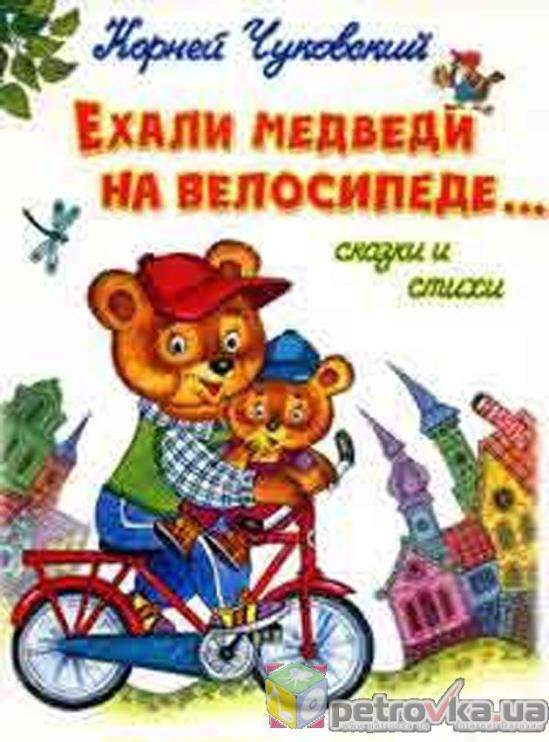 Корней Чуковский
ЕХАЛИ МЕДВЕДИ
НА ВЕЛОСИПЕДЕ...
сказки и
стихи
petrovka.ua